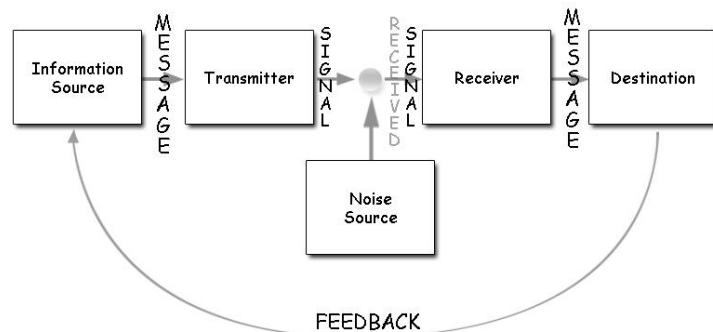 Information
Source
MESSAGE
Transmitter
SIGNAL
RECEIVED
SIGNAL
Receiver
MESSAGE
Destination
Noise
Source
FEEDBACK